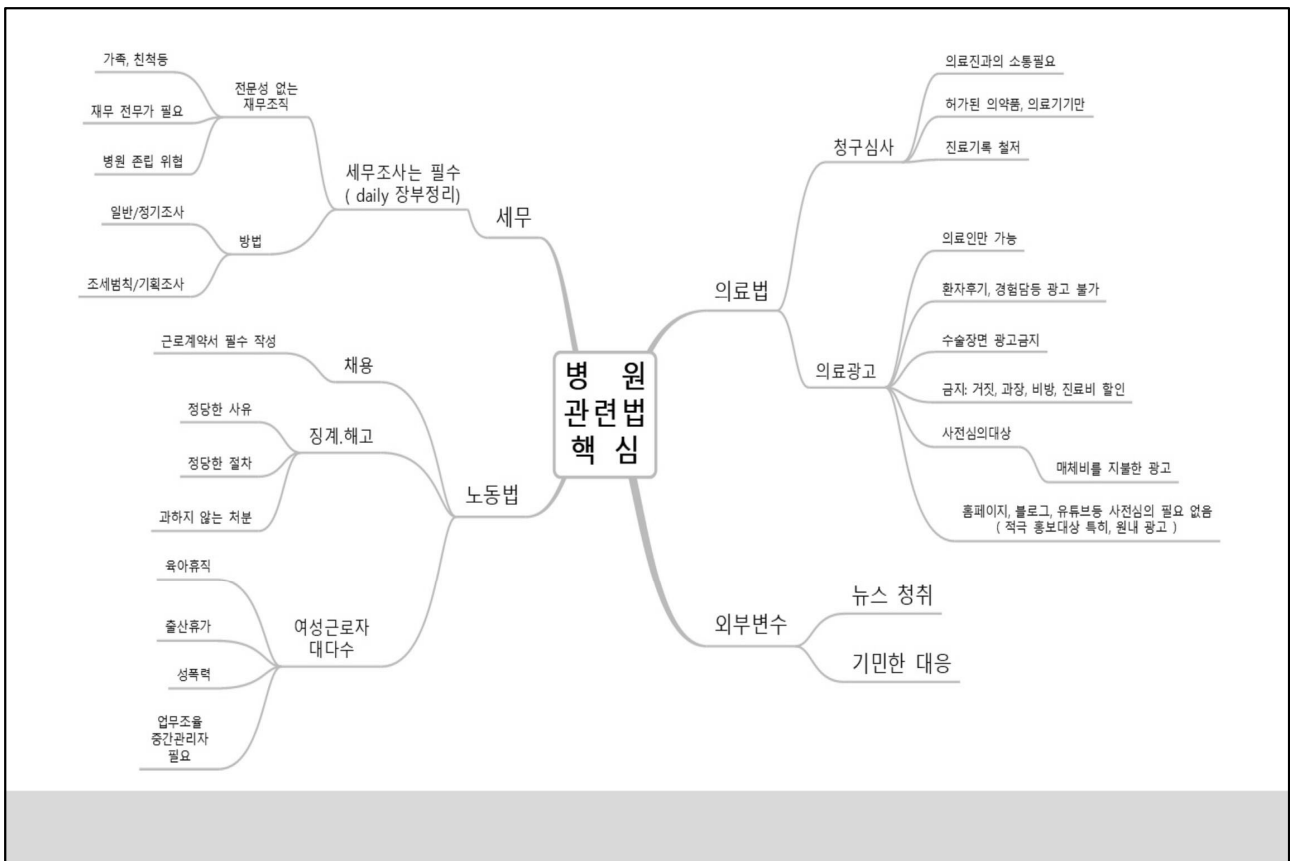 병 원
관련법
핵 심
세무
세무조사는 필수
( daily 장부정리)
전문성 없는
재무조직
가족, 친척등
재무 전무가 필요
병원 존립 위협
방법
일반/정기조사
조세범칙/기획조사
노동법
채용
근로계약서 필수 작성
징계.해고
정당한 사유
정당한 절차
과하지 않는 처분
여성근로자
대다수
육아휴직
출산휴가
성폭력
업무조율
중간관리자
필요
의료법
청구심사
의료진과의 소통필요
허가된 의약품, 의료기기만
진료기록 철저
의료광고
의료인만 가능
환자후기, 경험담등 광고 불가
수술장면 광고금지
금지: 거짓, 과장, 비방, 진료비 할인
사전심의대상
매체비를 지불한 광고
홈페이지, 블로그, 유튜브등 사전심의 필요 없음
( 적극 홍보대상 특히, 원내 광고 )
외부변수
뉴스 청취
기민한 대응